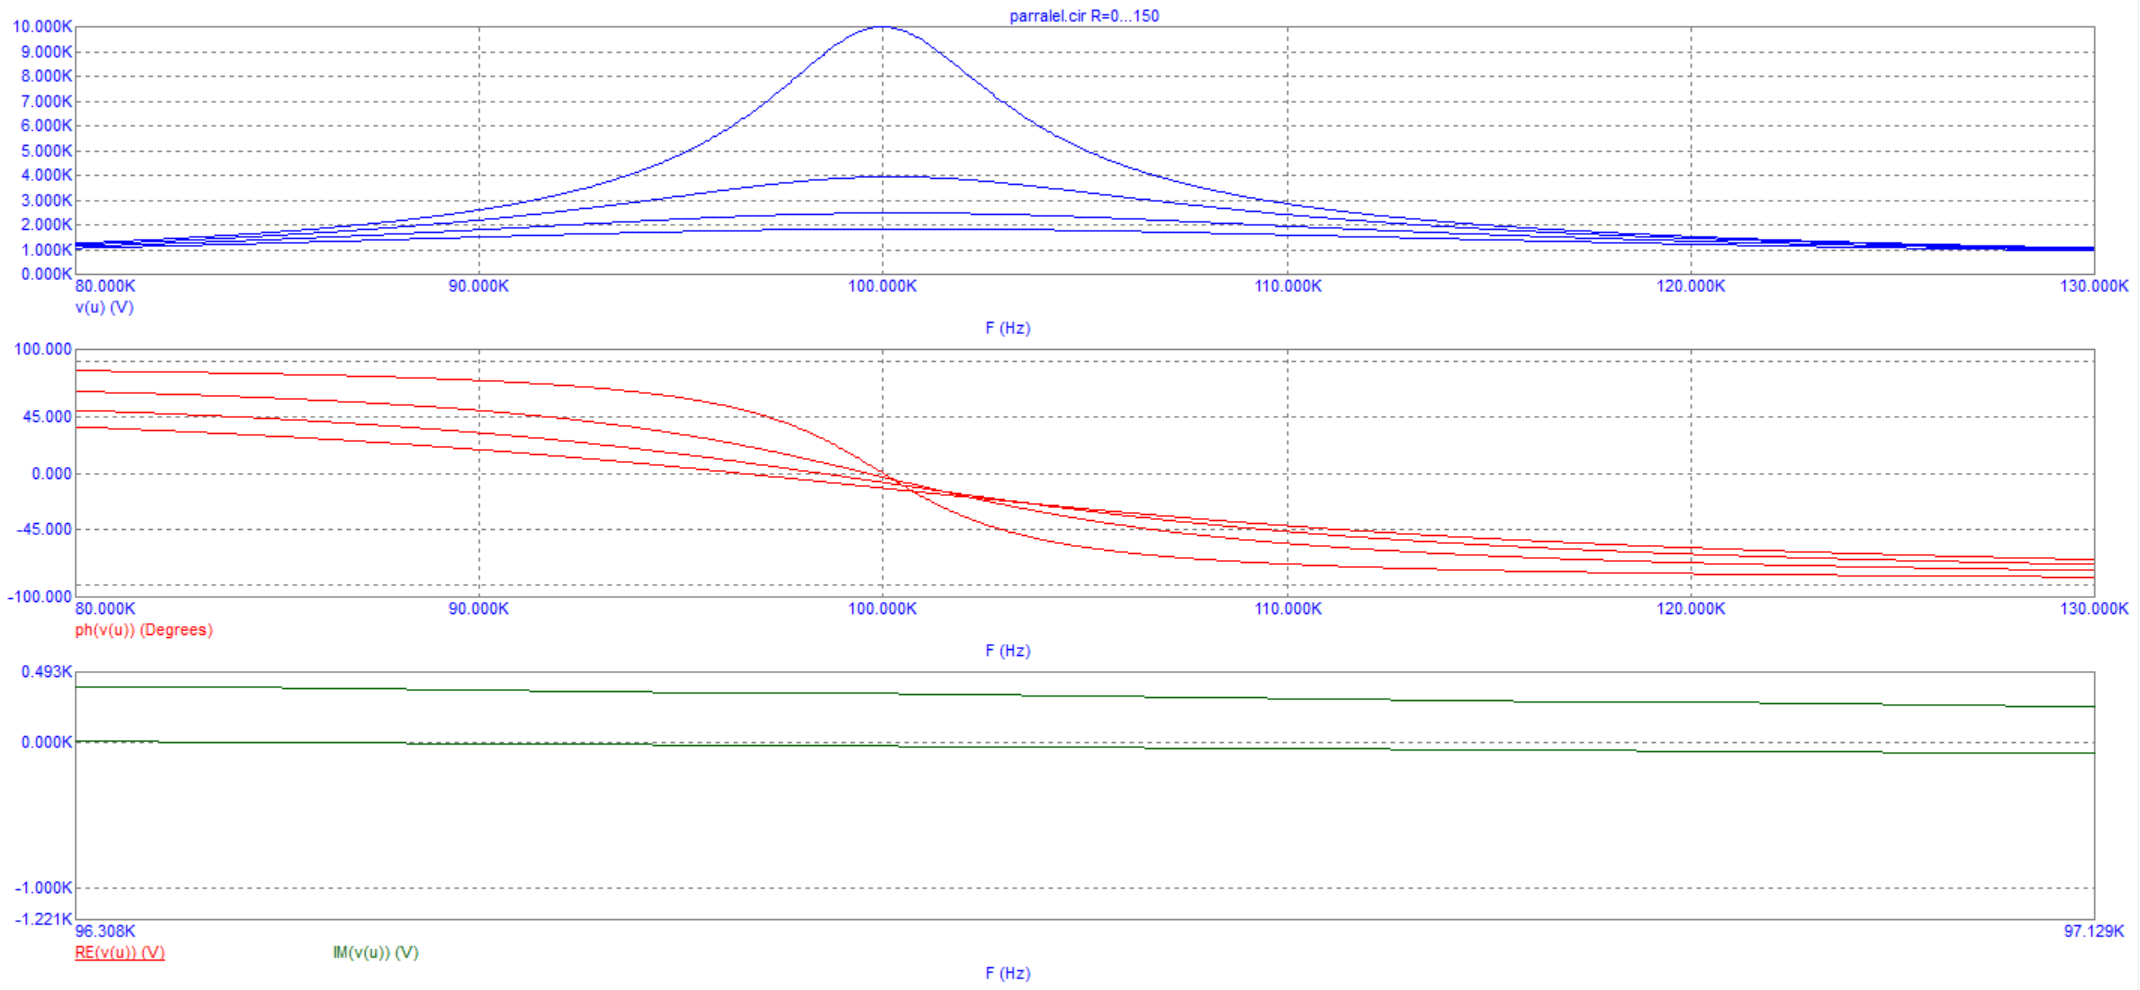 parralel.cir R=0...150
10.000K
9.000K
8.000K
7.000K
6.000K
5.000K
4.000K
3.000K
2.000K
1.000K
0.000K
80.000K 90.000K 100.000K 110.000K 120.000K 130.000K
v(u) (V)
F (Hz)
100.000
45.000
0.000
-45.000
-100.000
80.000K 90.000K 100.000K 110.000K 120.000K 130.000K
ph(v(u)) (Degrees)
F (Hz)
0.493K
0.000K
-1.000K
-1.221K
96.308K 97.129K
RE(v(u)) (V) IM(v(u)) (V)
F (Hz)